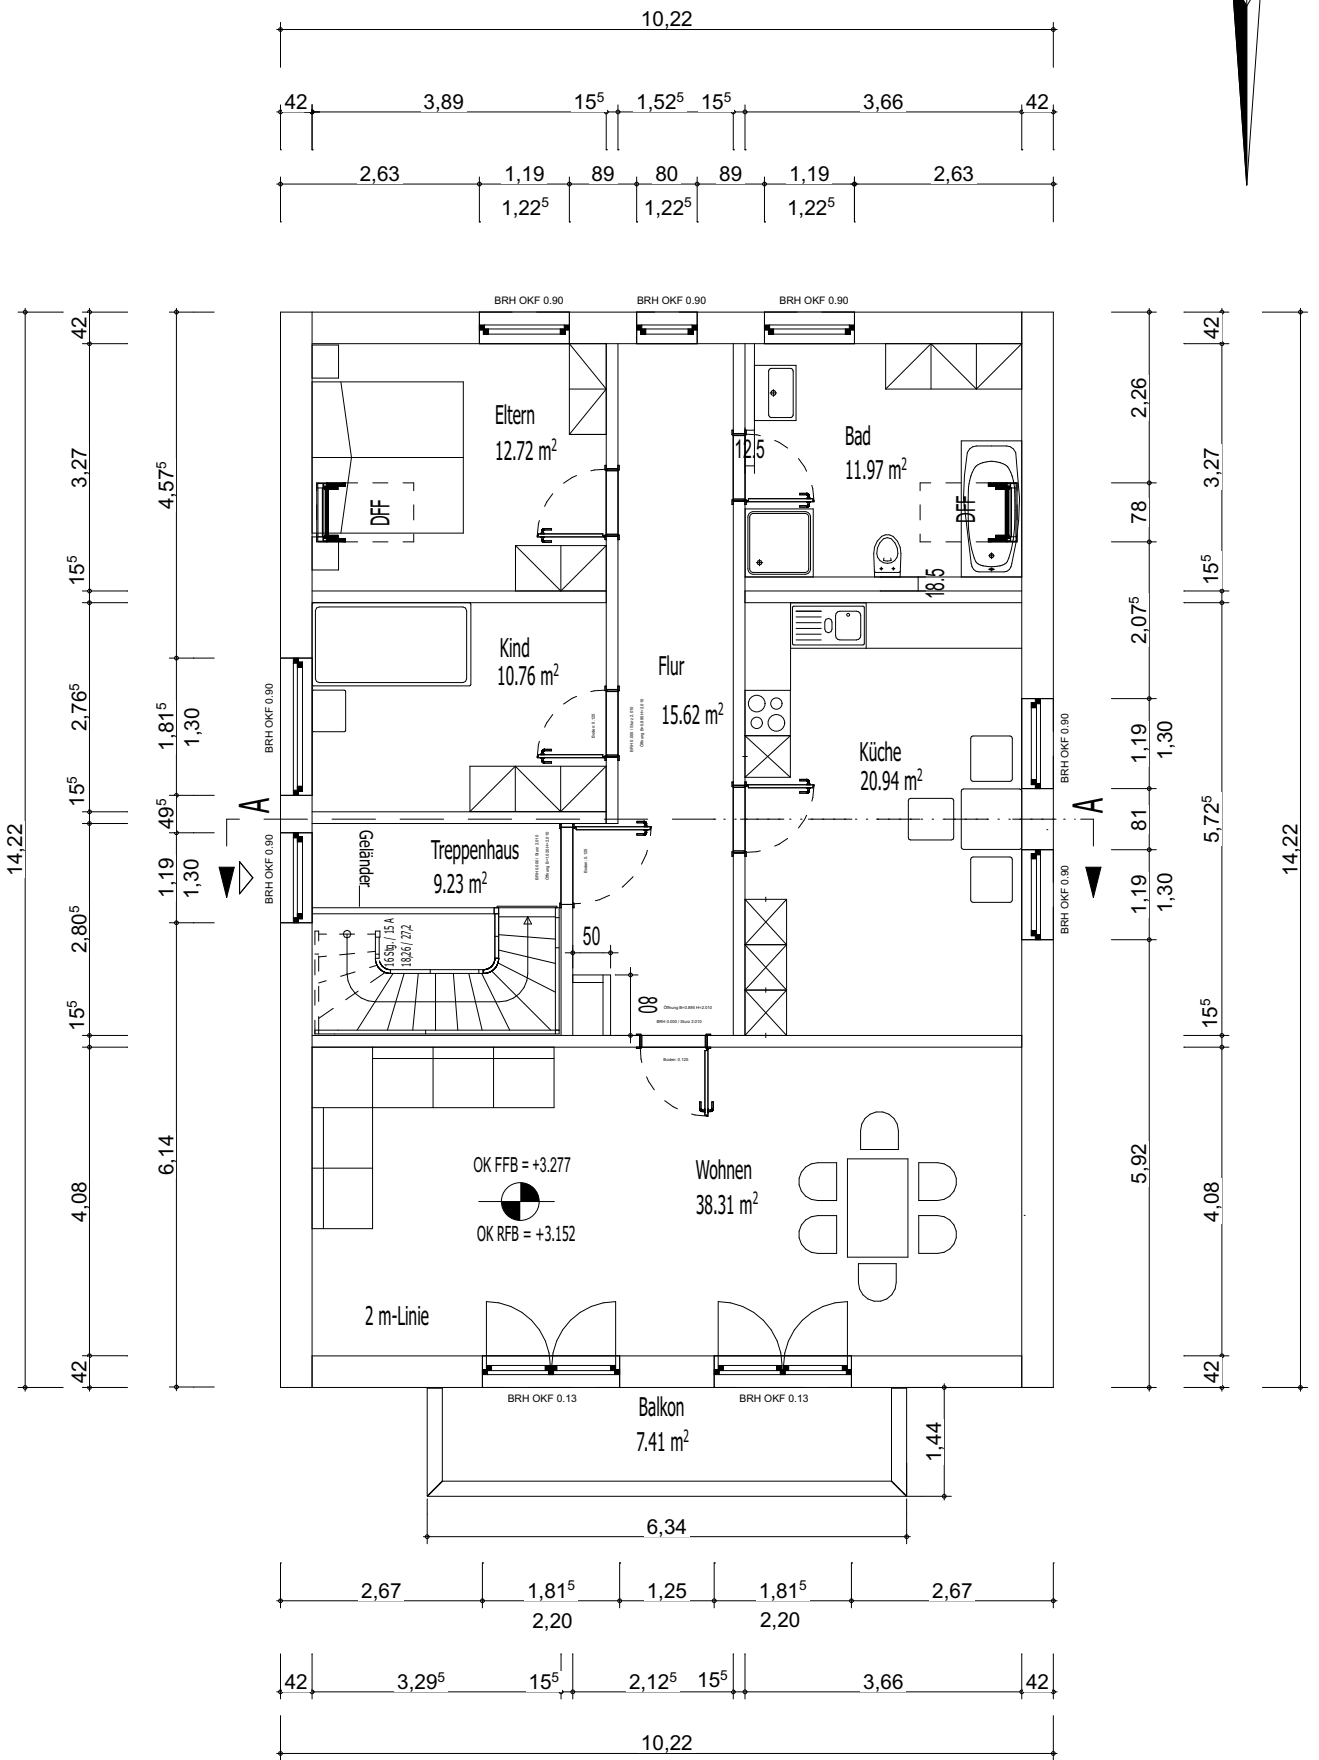 10,22
42 3,89 15⁵ 1,52⁵ 15⁵ 3,66 42
2,63 1,19 89 80 89 1,19 2,63
1,22⁵ 1,22⁵ 1,22⁵
BRH OKF 0.90 BRH OKF 0.90 BRH OKF 0.90
14,22
42
3,27
15⁵
2,76⁵
15⁵
2,80⁵
15⁵
4,08
42
4,57⁵
1,81⁵
1,30
49⁵
1,19
1,30
6,14
BRH OKF 0.90
BRH OKF 0.90
A
Eltern
12.72 m²
DFF
Bad
11.97 m²
12.5
DFF
18.5
Kind
10.76 m²
Flur
15.62 m²
Küche
20.94 m²
Treppenhaus
9.23 m²
Geländer
16 Stg. / 15 A
18,26 / 27,2
50
80
A
BRH OKF 0.90
BRH OKF 0.90
2,26
78
2,07⁵
1,19
1,30
81
1,19
1,30
5,92
42
3,27
15⁵
5,72⁵
15⁵
4,08
42
14,22
OK FFB = +3.277
OK RFB = +3.152
Wohnen
38.31 m²
2 m-Linie
BRH OKF 0.13 BRH OKF 0.13
Balkon
7.41 m²
1,44
6,34
2,67 1,81⁵ 1,25 1,81⁵ 2,67
2,20 2,20
42 3,29⁵ 15⁵ 2,12⁵ 15⁵ 3,66 42
10,22